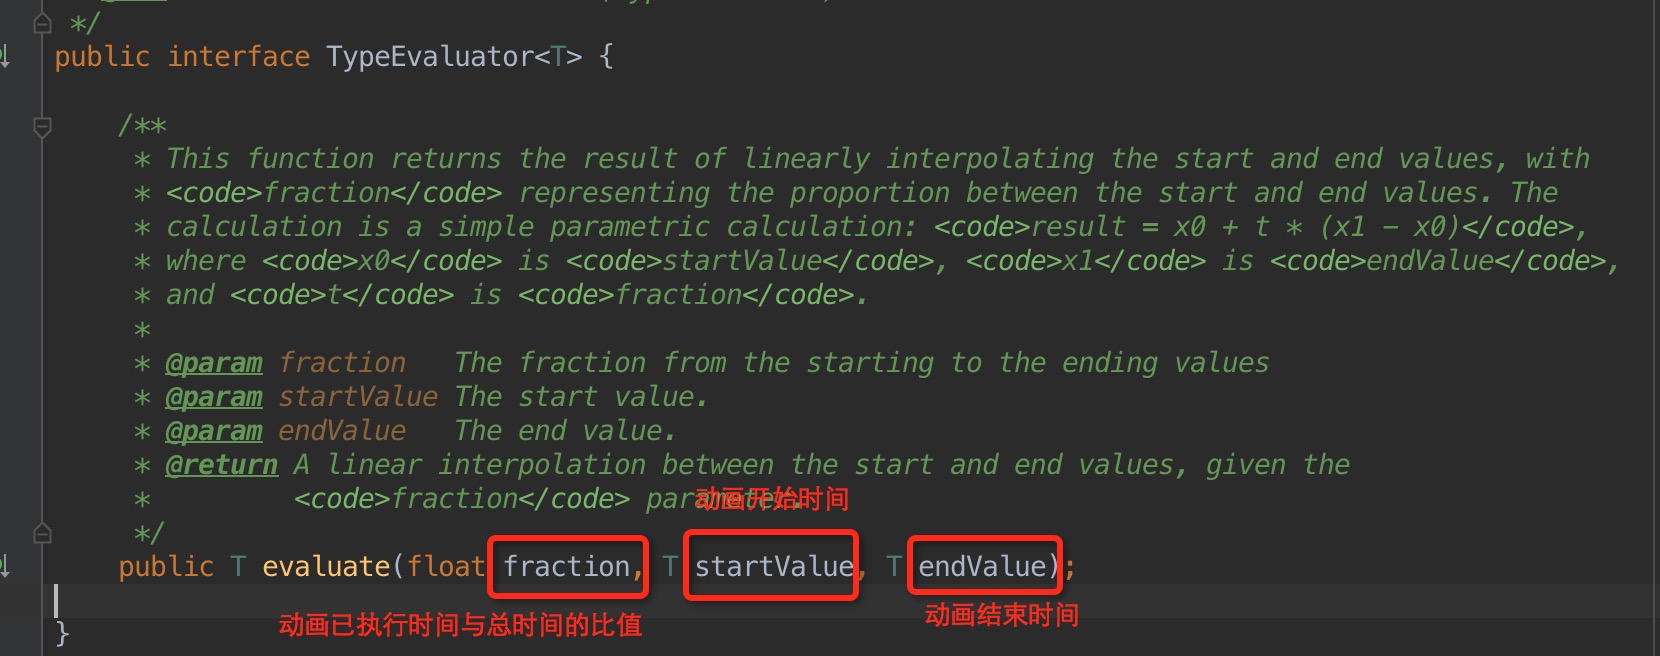 */
public interface TypeEvaluator<T> {
/**
* This function returns the result of linearly interpolating the start and end values, with
* <code>fraction</code> representing the proportion between the start and end values. The
* calculation is a simple parametric calculation: <code>result = x0 + t * (x1 − x0)</code>,
* where <code>x0</code> is <code>startValue</code>, <code>x1</code> is <code>endValue</code>,
* and <code>t</code> is <code>fraction</code>.
*
* @param fraction   The fraction from the starting to the ending values
* @param startValue The start value.
* @param endValue   The end value.
* @return A linear interpolation between the start and end values, given the
*         <code>fraction</code> parameter.
动画开始时间
*/
public T evaluate(float fraction, T startValue, T endValue);
动画已执行时间与总时间的比值
动画结束时间
}